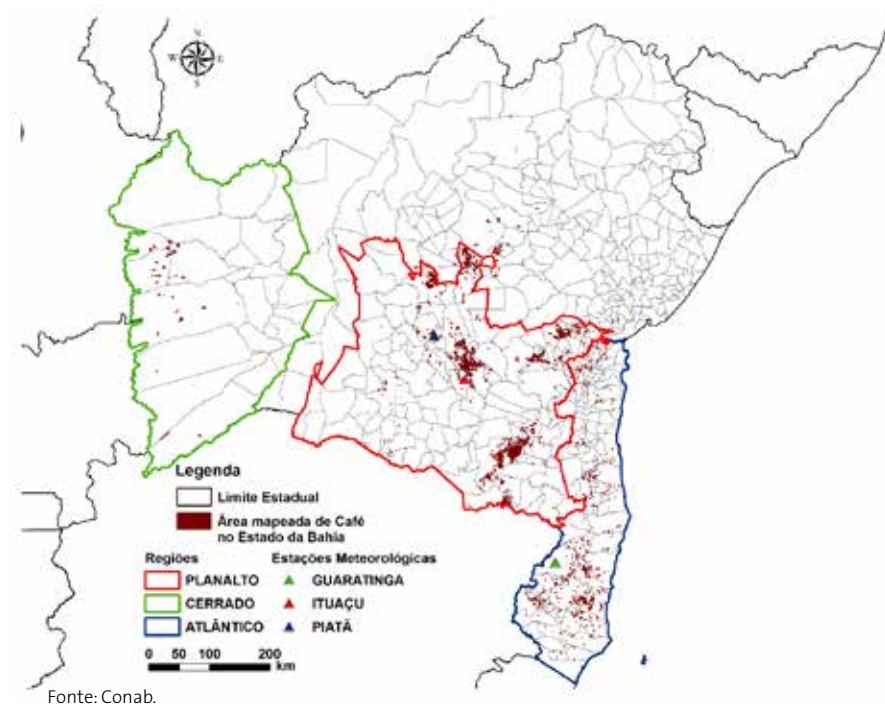 N
W E
S
Legenda
Limite Estadual
Área mapeada de Café
no Estado da Bahia
Regiões Estações Meteorológicas
PLANALTO GUARATINGA
CERRADO ITUAÇU
ATLÂNTICO PIATÃ
0 50 100 200
km
Fonte: Conab.